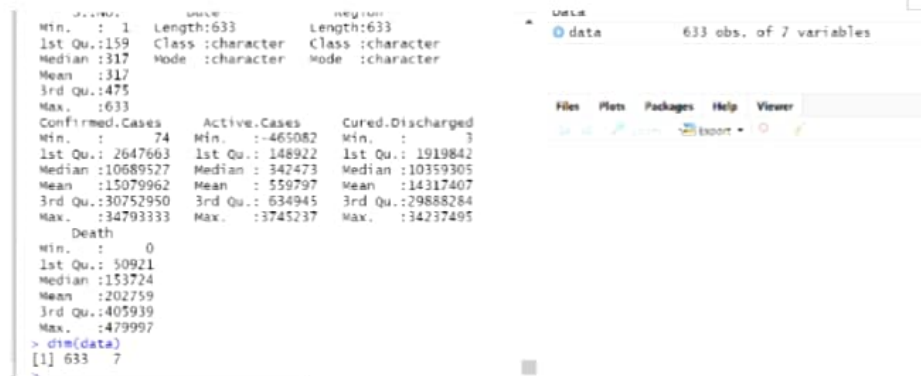 S..No. Date Region
Min. : 1 Length:633 Length:633
1st Qu.:159 Class :character Class :character
Median :317 Mode :character Mode :character
Mean :317
3rd Qu.:475
Max. :633
Confirmed.Cases Active.Cases Cured.Discharged
Min. : 74 Min. :-465082 Min. : 3
1st Qu.: 2647663 1st Qu.: 148922 1st Qu.: 1919842
Median :10689527 Median : 342473 Median :10359305
Mean :15079962 Mean : 559797 Mean :14317407
3rd Qu.:30752950 3rd Qu.: 634945 3rd Qu.:29888284
Max. :34793333 Max. :3745237 Max. :34237495
Death
Min. : 0
1st Qu.: 50921
Median :153724
Mean :202759
3rd Qu.:405939
Max. :479997
> dim(data)
[1] 633 7
>
Data
data 633 obs. of 7 variables
Files Plots Packages Help Viewer
Export